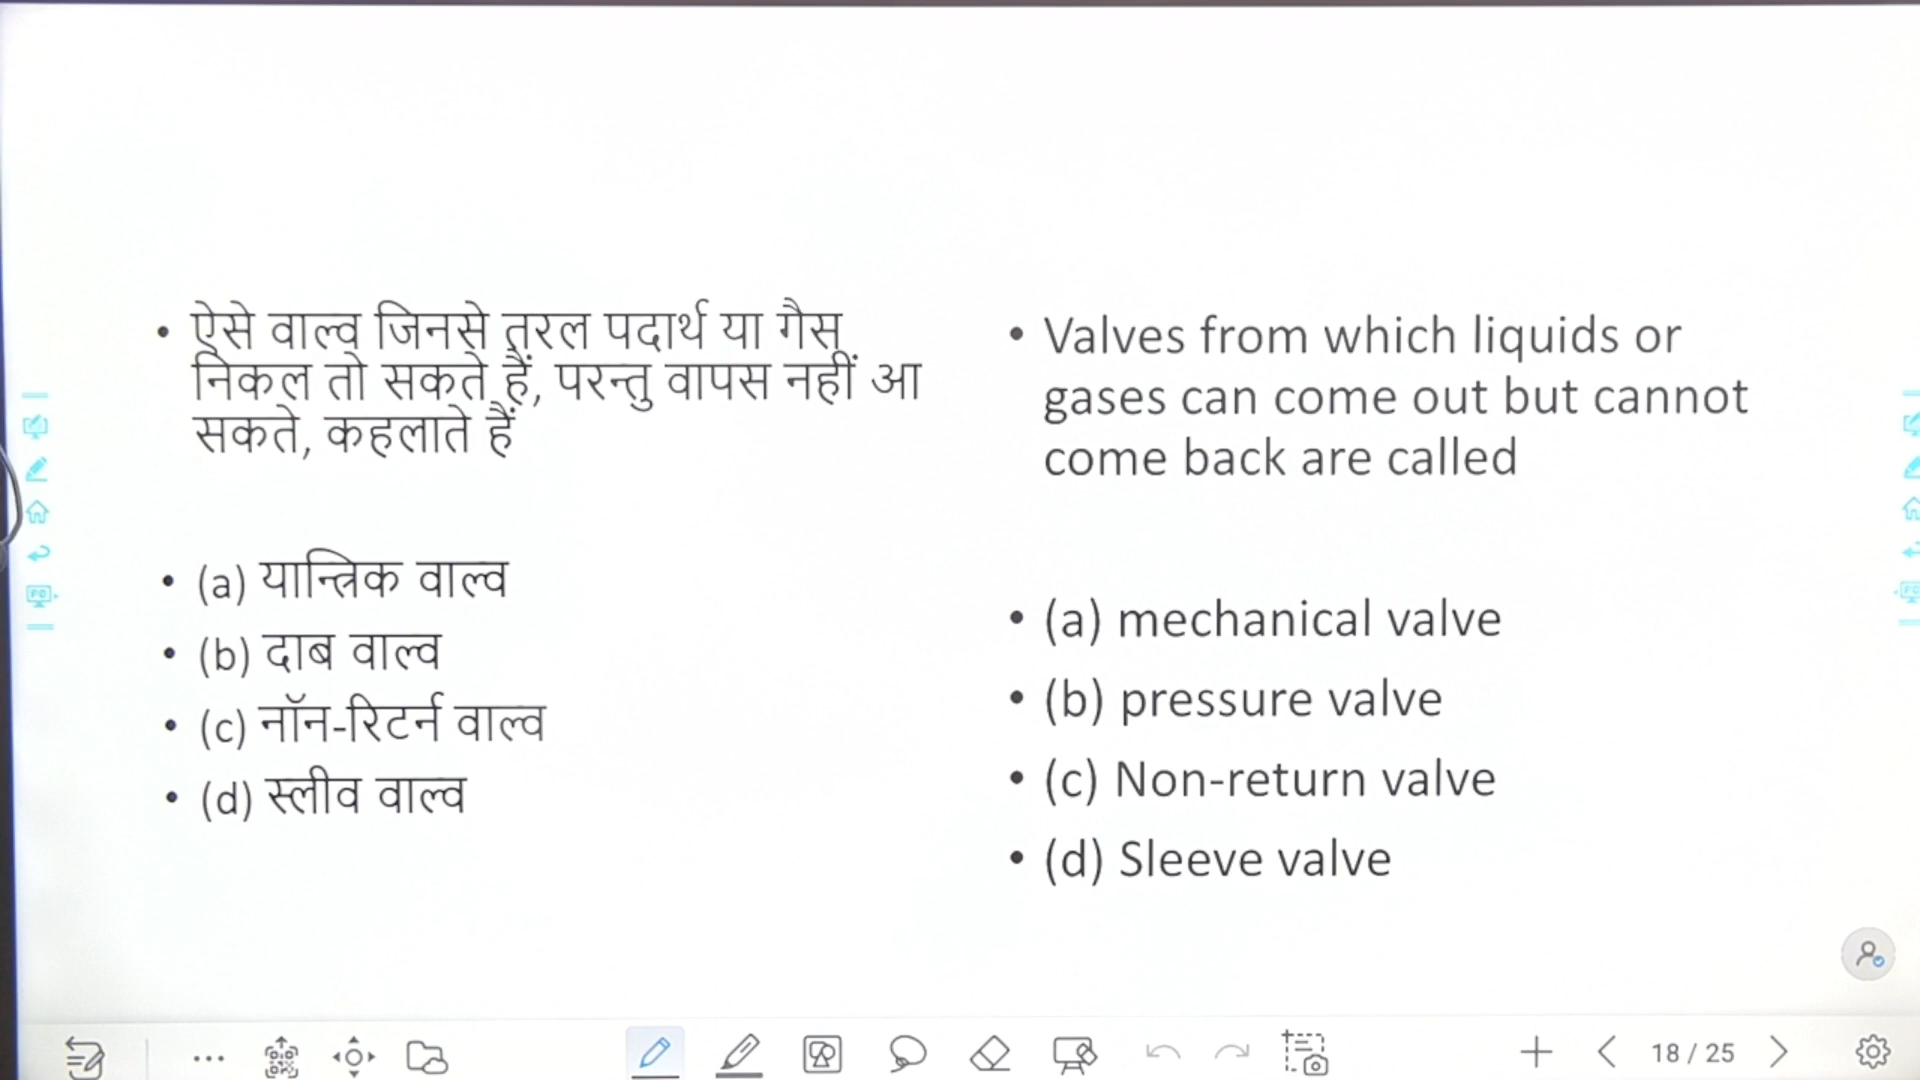 ऐसे वाल्व जिनसे तरल पदार्थ या गैस
निकल तो सकते हैं, परन्तु वापस नहीं आ
सकते, कहलाते हैं
(a) यान्त्रिक वाल्व
(b) दाब वाल्व
(c) नॉन-रिटर्न वाल्व
(d) स्लीव वाल्व
Valves from which liquids or
gases can come out but cannot
come back are called
(a) mechanical valve
(b) pressure valve
(c) Non-return valve
(d) Sleeve valve
18 / 25